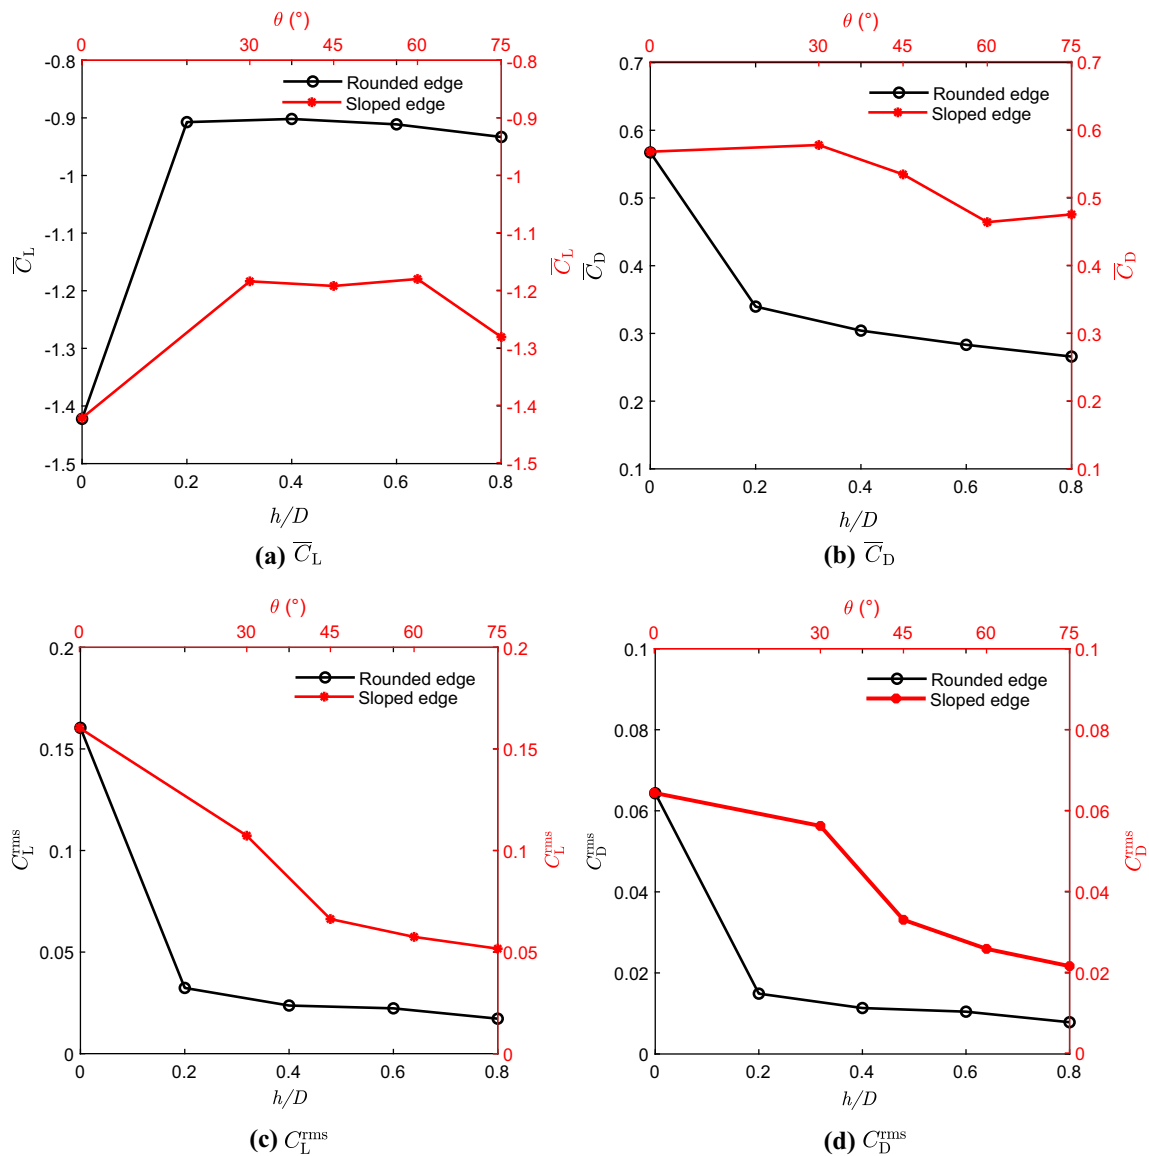 θ (°)
0 30 45 60 75
-0.8 -0.8
Rounded edge
Sloped edge
-0.9 -0.9
-1 -1
-1.1 -1.1
-1.2 -1.2
-1.3 -1.3
-1.4 -1.4
-1.5 -1.5
C̅L C̅L
0 0.2 0.4 0.6 0.8
h/D
(a) C̅L
θ (°)
0 30 45 60 75
0.7 0.7
Rounded edge
Sloped edge
0.6 0.6
0.5 0.5
0.4 0.4
0.3 0.3
0.2 0.2
0.1 0.1
C̅D C̅D
0 0.2 0.4 0.6 0.8
h/D
(b) C̅D
θ (°)
0 30 45 60 75
0.2 0.2
Rounded edge
Sloped edge
0.15 0.15
0.1 0.1
0.05 0.05
0 0
CLrms CLrms
0 0.2 0.4 0.6 0.8
h/D
(c) CLrms
θ (°)
0 30 45 60 75
0.1 0.1
Rounded edge
Sloped edge
0.08 0.08
0.06 0.06
0.04 0.04
0.02 0.02
0 0
CDrms CDrms
0 0.2 0.4 0.6 0.8
h/D
(d) CDrms